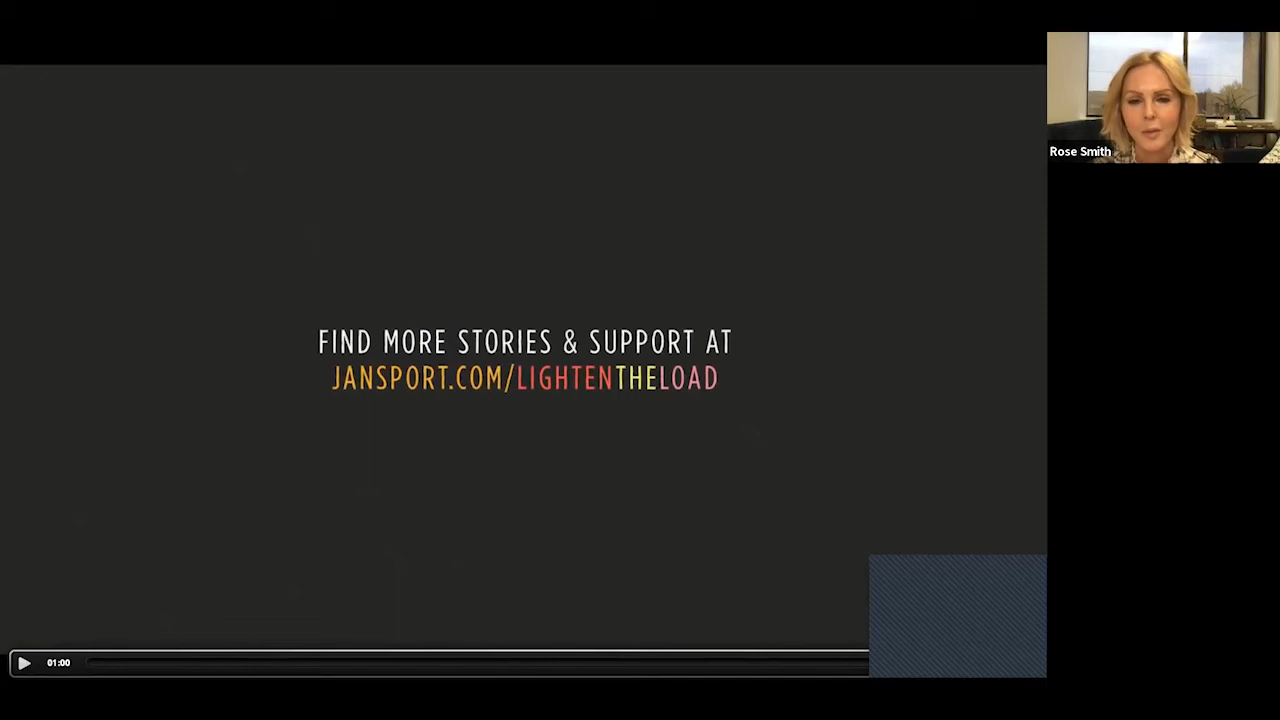 FIND MORE STORIES & SUPPORT AT
JANSPORT.COM/LIGHTENTHELOAD
Rose Smith
01:00